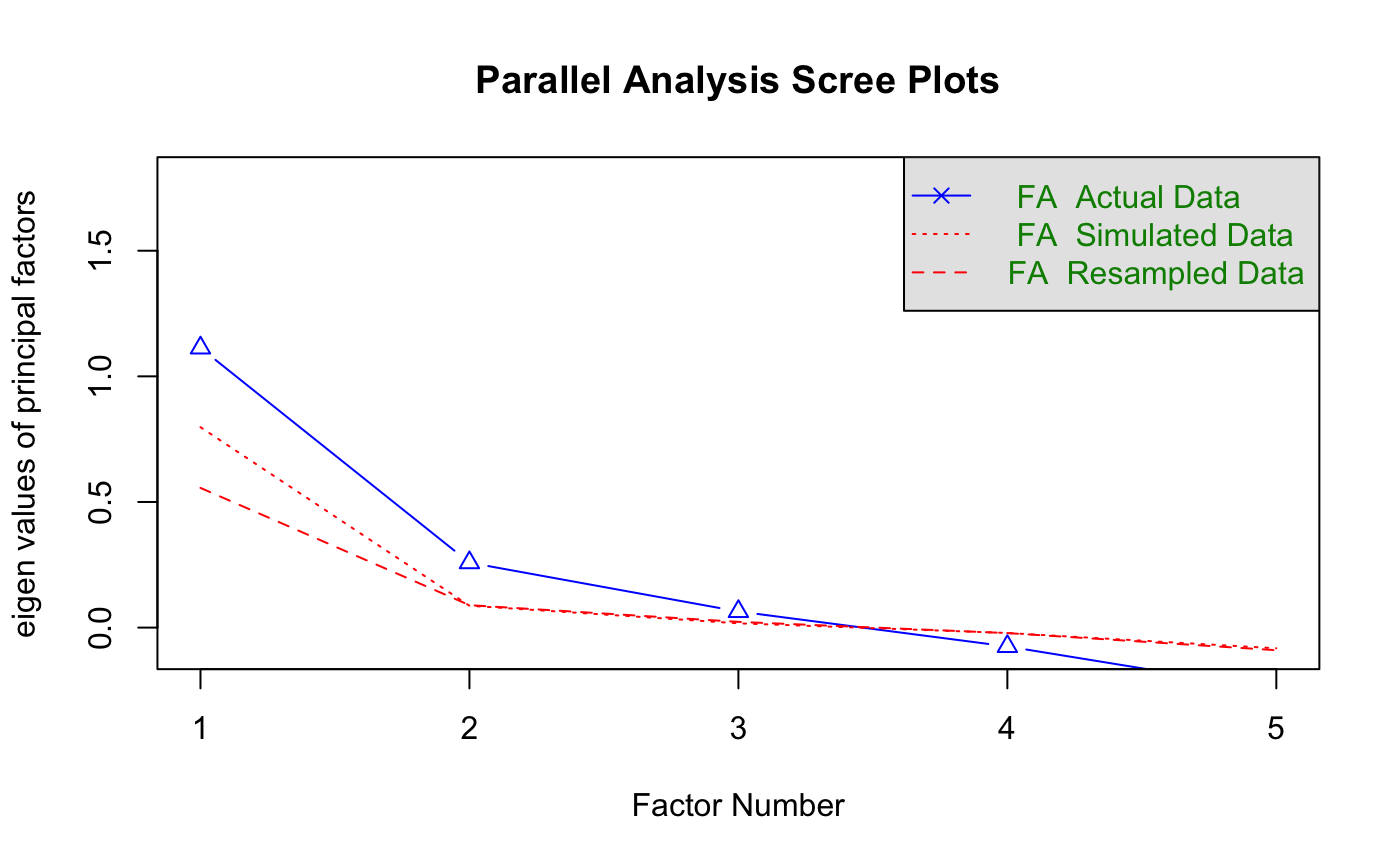 Parallel Analysis Scree Plots
FA Actual Data
FA Simulated Data
FA Resampled Data
eigen values of principal factors
1.5
1.0
0.5
0.0
1 2 3 4 5
Factor Number